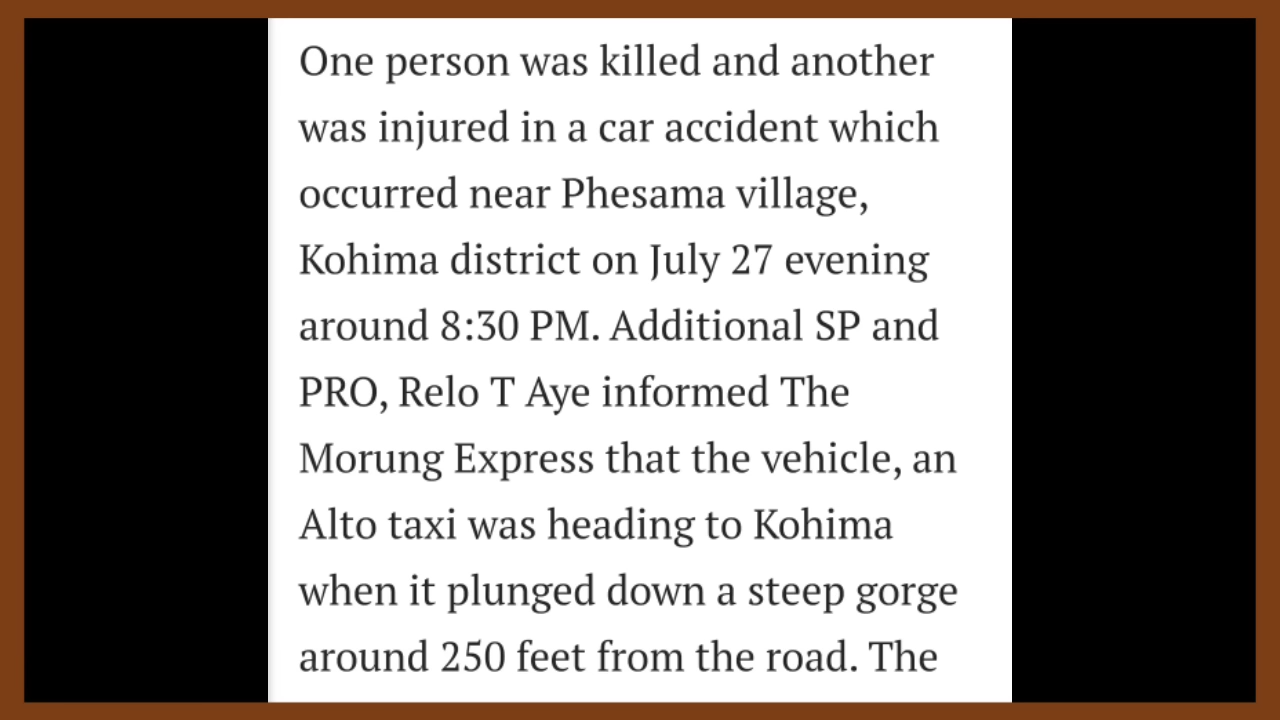 One person was killed and another
was injured in a car accident which
occurred near Phesama village,
Kohima district on July 27 evening
around 8:30 PM. Additional SP and
PRO, Relo T Aye informed The
Morung Express that the vehicle, an
Alto taxi was heading to Kohima
when it plunged down a steep gorge
around 250 feet from the road. The